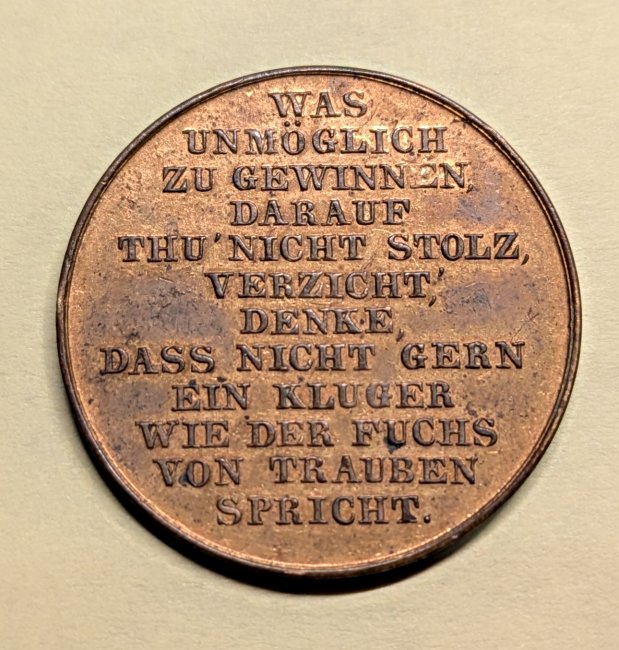 WAS
UNMÖGLICH
ZU GEWINNEN,
DARAUF
THU' NICHT STOLZ,
VERZICHT,'
DENKE,
DASS NICHT GERN
EIN KLUGER
WIE DER FUCHS
VON TRAUBEN
SPRICHT.